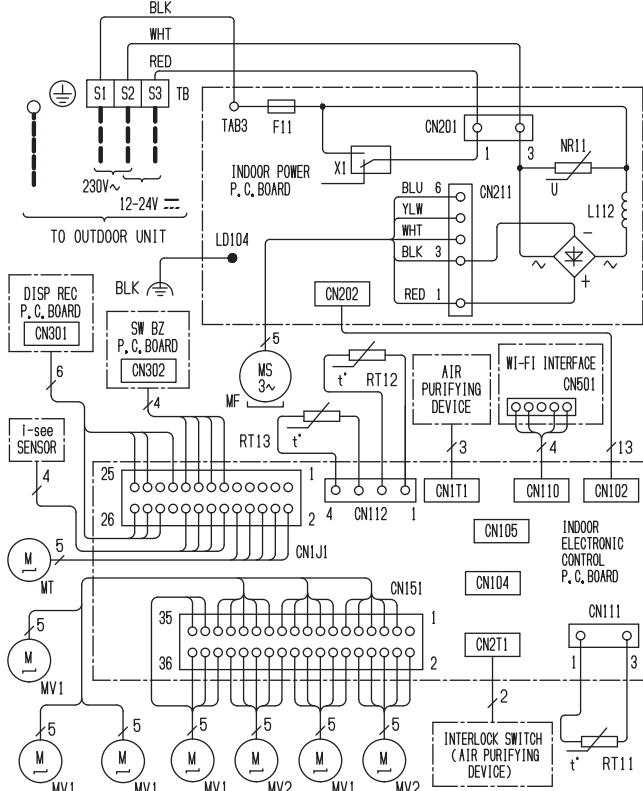 BLK
WHT
RED
S1 S2 S3 TB
TAB3
F11
CN201
1 3
NR11
U
X1
INDOOR POWER
P.C.BOARD
L112
230V~
12-24V
TO OUTDOOR UNIT
BLU 6
YLW
WHT
BLK 3
RED 1
CN211
~ - ~ +
LD104
BLK
CN202
DISP REC
P.C.BOARD
CN301
6
SW BZ
P.C.BOARD
CN302
4
5
MS
3~
MF
t°
RT12
RT13
t°
AIR
PURIFYING
DEVICE
3
WI-FI INTERFACE
CN501
4
13
i-see
SENSOR
4
25 1
26 2
CN1J1
4 CN112 1
CN1T1
CN110
CN102
M
5
MT
CN105
CN104
INDOOR
ELECTRONIC
CONTROL
P.C.BOARD
CN151
35 1
36 2
CN2T1
2
CN111
1 3
5
M
MV1
5 5 5 5 5 5
M M M M M M
MV1 MV1 MV1 MV2 MV1 MV2
INTERLOCK SWITCH
(AIR PURIFYING
DEVICE)
t°
RT11